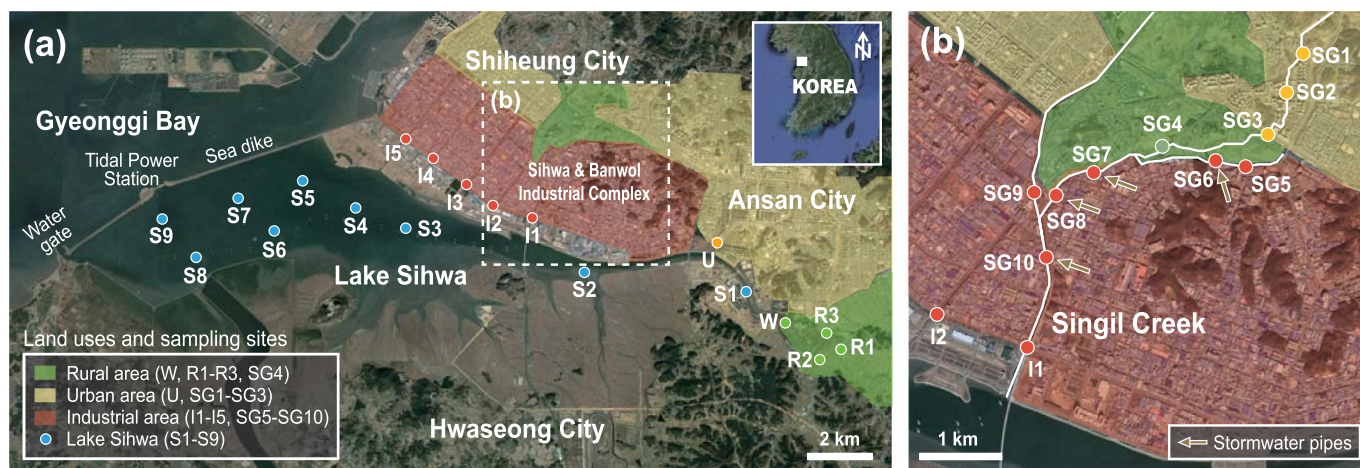 (a)
Shiheung City
N
KOREA
(b)
Gyeonggi Bay
Tidal Power
Station
Sea dike
Water
gate
I5
I4
I3
I2
I1
Sihwa & Banwol
Industrial Complex
Ansan City
S5
S7
S4
S9
S6
S3
S8
Lake Sihwa
S2
U
S1
W
R3
R1
R2
Hwaseong City
2 km
Land uses and sampling sites
Rural area (W, R1-R3, SG4)
Urban area (U, SG1-SG3)
Industrial area (I1-I5, SG5-SG10)
Lake Sihwa (S1-S9)
(b)
SG1
SG2
SG3
SG4
SG7
SG6
SG5
SG9
SG8
SG10
I2
Singil Creek
I1
1 km
Stormwater pipes